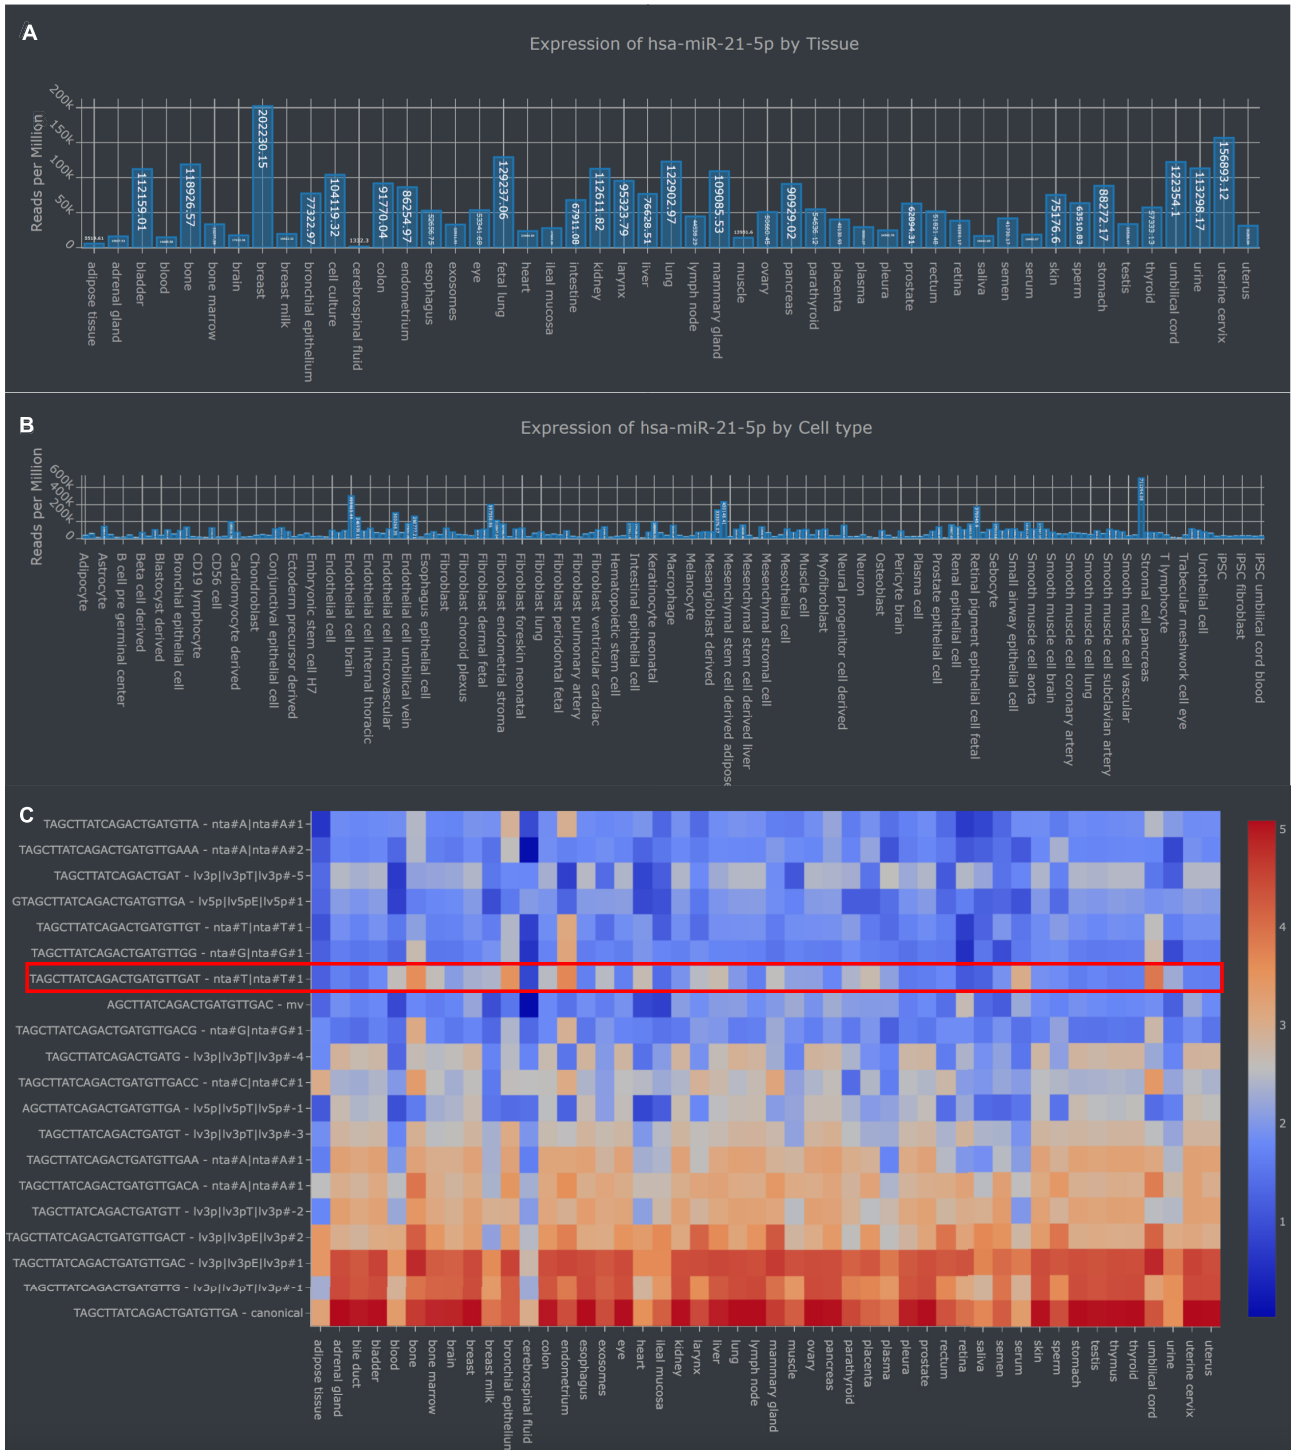 A
Expression of hsa-miR-21-5p by Tissue
Reads per Million
200k
150k
100k
50k
0
112159.01
118926.57
202230.15
77322.97
104119.32
1332.3
91770.04
86254.97
52656.75
129237.06
67911.08
112611.82
95323.79
76628.51
122902.97
109085.53
90929.02
62894.31
75176.6
63510.83
88272.17
57333.13
122354.1
113298.17
156893.12
adipose tissue
adrenal gland
bladder
blood
bone
bone marrow
brain
breast
breast milk
bronchial epithelium
cell culture
cerebrospinal fluid
colon
endometrium
esophagus
exysomes
eye
fetal lung
heart
ileal mucosa
intestine
kidney
larynx
liver
lung
lymph node
mammary gland
muscle
ovary
pancreas
parathyroid
placenta
plasma
pleura
prostate
rectum
retina
saliva
semen
serum
skin
sperm
stomach
testis
thyroid
umbilical cord
urine
uterine cervix
uterus
B
Expression of hsa-miR-21-5p by Cell type
Reads per Million
600k
400k
200k
0
Adipocyte
Astrocyte
B cell pre germinal center
Beta cell derived
Blastocyst derived
Bronchial epithelial cell
CD19 lymphocyte
CD56 cell
Cardiomyocyte derived
Chondroblast
Conjunctival epithelial cell
Ectoderm precursor derived
Embryonic stem cell H7
Endothelial cell
Endothelial cell brain
Endothelial cell internal thoracic
Endothelial cell microvascular
Endothelial cell umbilical vein
Esophagus epithelial cell
Fibroblast
Fibroblast choroid plexus
Fibroblast dermal fetal
Fibroblast endometrial stroma
Fibroblast foreskin neonatal
Fibroblast lung
Fibroblast periodontal fetal
Fibroblast pulmonary artery
Fibroblast ventricular cardiac
Hematopoietic stem cell
Intestinal epithelial cell
Keratinocyte neonatal
Macrophage
Melanocyte
Mesangioblast derived
Mesenchymal stem cell derived adipose
Mesenchymal stem cell derived liver
Mesenchymal stromal cell
Mesothelial cell
Muscle cell
Myofibroblast
Neural progenitor cell derived
Neuron
Osteoblast
Pericyte brain
Plasma cell
Prostate epithelial cell
Renal epithelial cell
Retinal pigment epithelial cell fetal
Sebocyte
Small airway epithelial cell
Smooth muscle cell aorta
Smooth muscle cell brain
Smooth muscle cell coronary artery
Smooth muscle cell lung
Smooth muscle cell subclavian artery
Smooth muscle cell vascular
Stromal cell pancreas
T lymphocyte
Trabecular meshwork cell eye
Urothelial cell
iPSC
iPSC fibroblast
iPSC umbilical cord blood
C
TAGCTTATCAGACTGATGTTA - nta#A|nta#A#1
TAGCTTATCAGACTGATGTTGAAA - nta#A|nta#A#2
TAGCTTATCAGACTGAT - lv3p|lv3pT|lv3p#-5
GTAGCTTATCAGACTGATGTTGA - lv5p|lv5pE|lv5p#1
TAGCTTATCAGACTGATGTTGT - nta#T|nta#T#1
TAGCTTATCAGACTGATGTTGG - nta#G|nta#G#1
TAGCTTATCAGACTGATGTTGAT - nta#T|nta#T#1
AGCTTATCAGACTGATGTTGAC - mv
TAGCTTATCAGACTGATGTTGACG - nta#G|nta#G#1
TAGCTTATCAGACTGATG - lv3p|lv3pT|lv3p#-4
TAGCTTATCAGACTGATGTTGACC - nta#C|nta#C#1
AGCTTATCAGACTGATGTTGA - lv5p|lv5pT|lv5p#-1
TAGCTTATCAGACTGATGT - lv3p|lv3pT|lv3p#-3
TAGCTTATCAGACTGATGTTGAA - nta#A|nta#A#1
TAGCTTATCAGACTGATGTTGACA - nta#A|nta#A#1
TAGCTTATCAGACTGATGTT - lv3p|lv3pT|lv3p#-2
TAGCTTATCAGACTGATGTTGACT - lv3p|lv3pE|lv3p#2
TAGCTTATCAGACTGATGTTGAC - lv3p|lv3pE|lv3p#1
TAGCTTATCAGACTGATGTTG - lv3p|lv3pT|lv3p#-1
TAGCTTATCAGACTGATGTTGA - canonical
5
4
3
2
1
adipose tissue
adrenal gland
bile duct
bladder
blood
bone
bone marrow
brain
breast
breast milk
bronchial epithelium
cerebrospinal fluid
colon
endometrium
esophagus
exosomes
eye
heart
ileal mucosa
kidney
larynx
liver
lung
lymph node
mammary gland
muscle
ovary
pancreas
parathyroid
placenta
plasma
pleura
prostate
rectum
retina
saliva
semen
serum
skin
sperm
stomach
testis
thymus
thyroid
umbilical cord
urine
uterine cervix
uterus